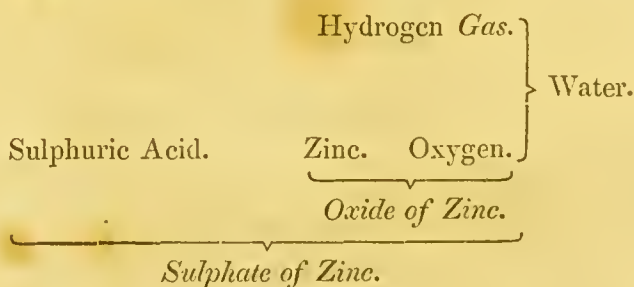 Hydrogen Gas.
Water.
Sulphuric Acid. Zinc. Oxygen.
Oxide of Zinc.
Sulphate of Zinc.